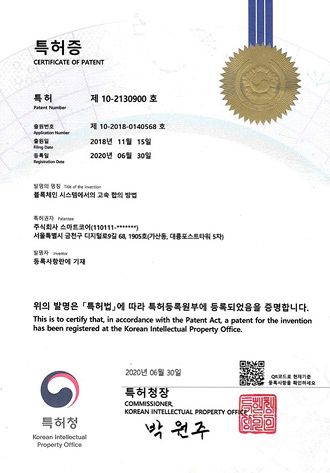 특허증
CERTIFICATE OF PATENT
특허 제 10-2130900 호
Patent Number
출원번호 제 10-2018-0140568 호
Application Number
출원일 2018년 11월 15일
Filing Date
등록일 2020년 06월 30일
Registration Date
발명의 명칭 Title of the Invention
블록체인 시스템에서의 고속 합의 방법
특허권자 Patentee
주식회사 스마트코어(110111-*******)
서울특별시 금천구 디지털로9길 68, 1905호(가산동, 대륭포스트타워 5차)
발명자 Inventor
등록사항란에 기재
위의 발명은 「특허법」에 따라 특허등록원부에 등록되었음을 증명합니다.
This is to certify that, in accordance with the Patent Act, a patent for the invention
has been registered at the Korean Intellectual Property Office.
2020년 06월 30일
QR코드로 현재기준
등록사항을 확인하세요
특허청장
COMMISSIONER,
KOREAN INTELLECTUAL PROPERTY OFFICE
박원주
특허청
Korean Intellectual
Property Office